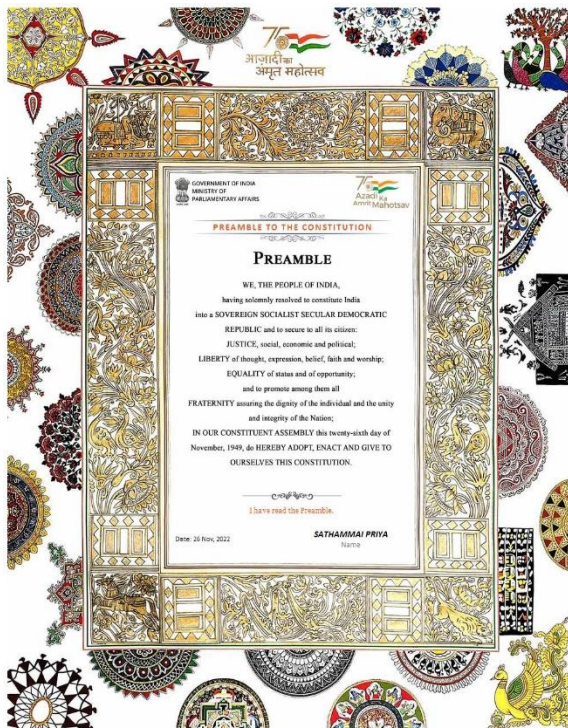 75
आज़ादी का
अमृत महोत्सव
GOVERNMENT OF INDIA
MINISTRY OF
PARLIAMENTARY AFFAIRS
75
Azadi Ka
Amrit Mahotsav
PREAMBLE TO THE CONSTITUTION
PREAMBLE
WE, THE PEOPLE OF INDIA,
having solemnly resolved to constitute India
into a SOVEREIGN SOCIALIST SECULAR DEMOCRATIC
REPUBLIC and to secure to all its citizen:
JUSTICE, social, economic and political;
LIBERTY of thought, expression, belief, faith and worship;
EQUALITY of status and of opportunity;
and to promote among them all
FRATERNITY assuring the dignity of the individual and the unity
and integrity of the Nation;
IN OUR CONSTITUENT ASSEMBLY this twenty-sixth day of
November, 1949, do HEREBY ADOPT, ENACT AND GIVE TO
OURSELVES THIS CONSTITUTION.
I have read the Preamble.
Date: 26 Nov, 2022
SATHAMMAI PRIYA
Name